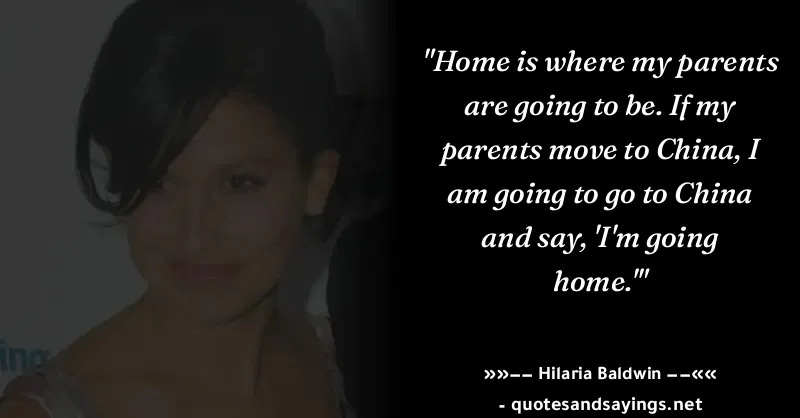 "Home is where my parents
are going to be. If my
parents move to China, I
am going to go to China
and say, 'I'm going
home.'"
»»-- Hilaria Baldwin --««
- quotesandsayings.net
ing